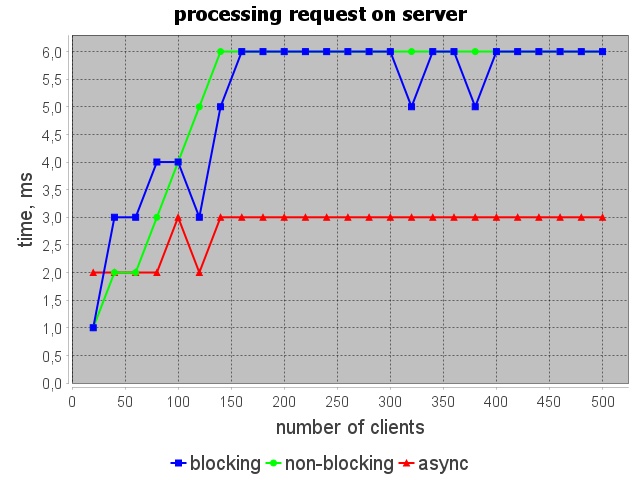 processing request on server
time, ms
6,0
5,5
5,0
4,5
4,0
3,5
3,0
2,5
2,0
1,5
1,0
0,5
0,0
0 50 100 150 200 250 300 350 400 450 500
number of clients
blocking non-blocking async